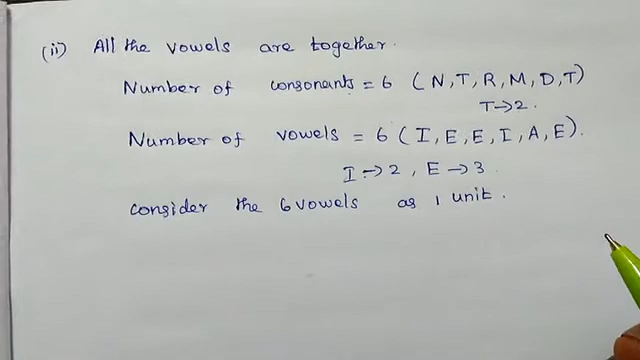 (ii) All the vowels are together.
Number of consonants = 6 (N,T,R,M,D,T)
T→2.
Number of vowels = 6 (I,E,E,I,A,E).
I→2, E→3
consider the 6 vowels as 1 unit.